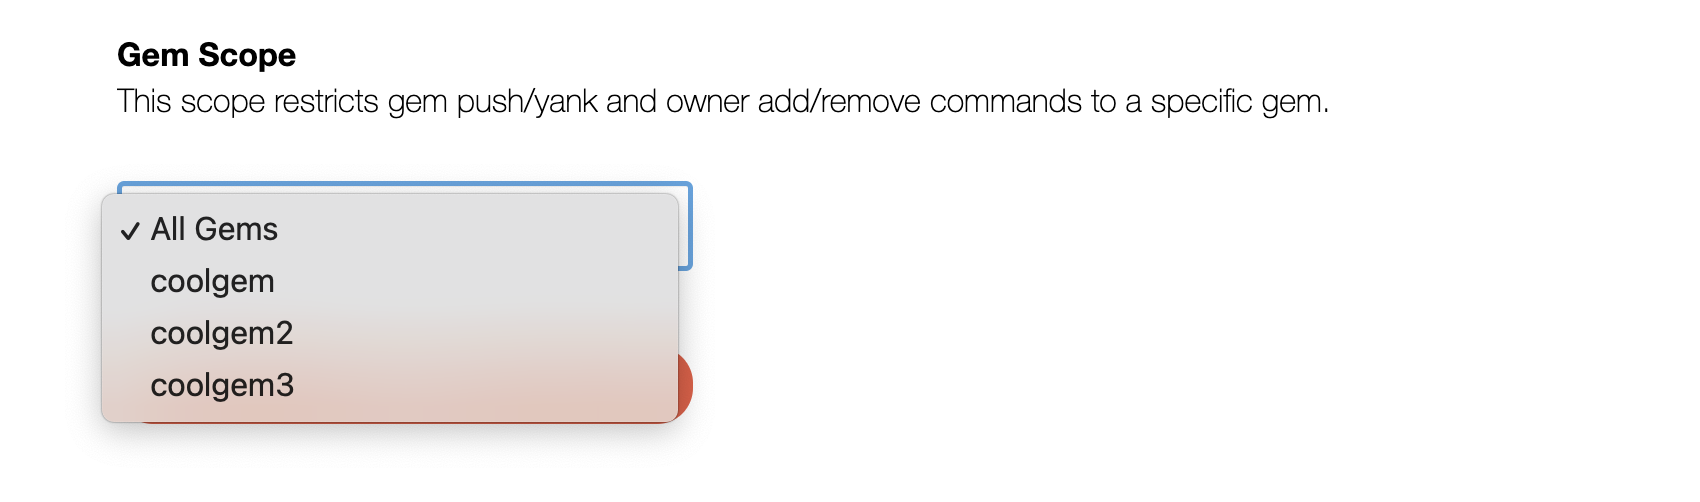 Gem Scope
This scope restricts gem push/yank and owner add/remove commands to a specific gem.
✓ All Gems
coolgem
coolgem2
coolgem3